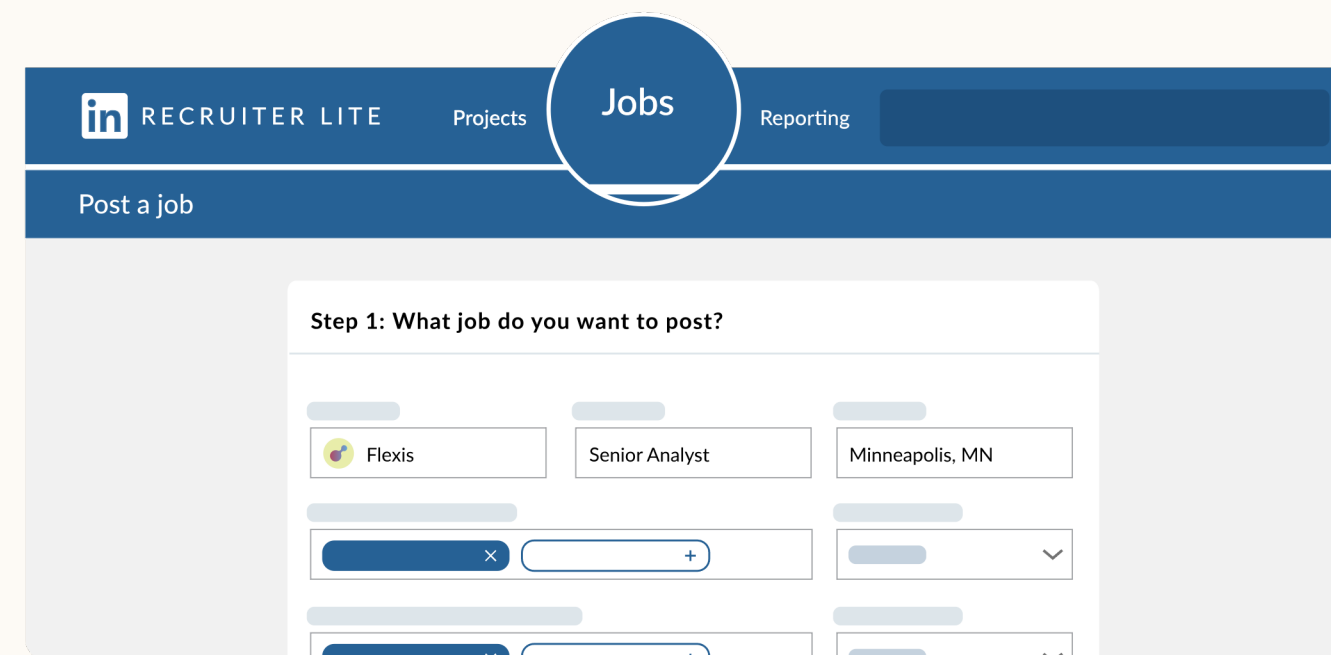 in RECRUITER LITE Projects Jobs Reporting
Post a job
Step 1: What job do you want to post?
Flexis Senior Analyst Minneapolis, MN